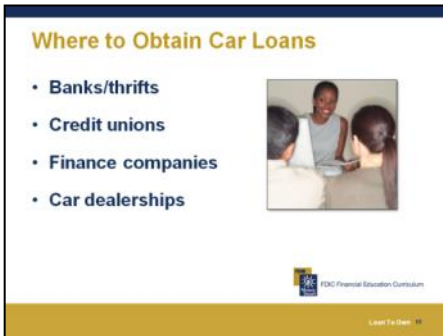 Where to Obtain Car Loans
• Banks/thrifts
• Credit unions
• Finance companies
• Car dealerships
FDIC Financial Education Curriculum
Loan To Own